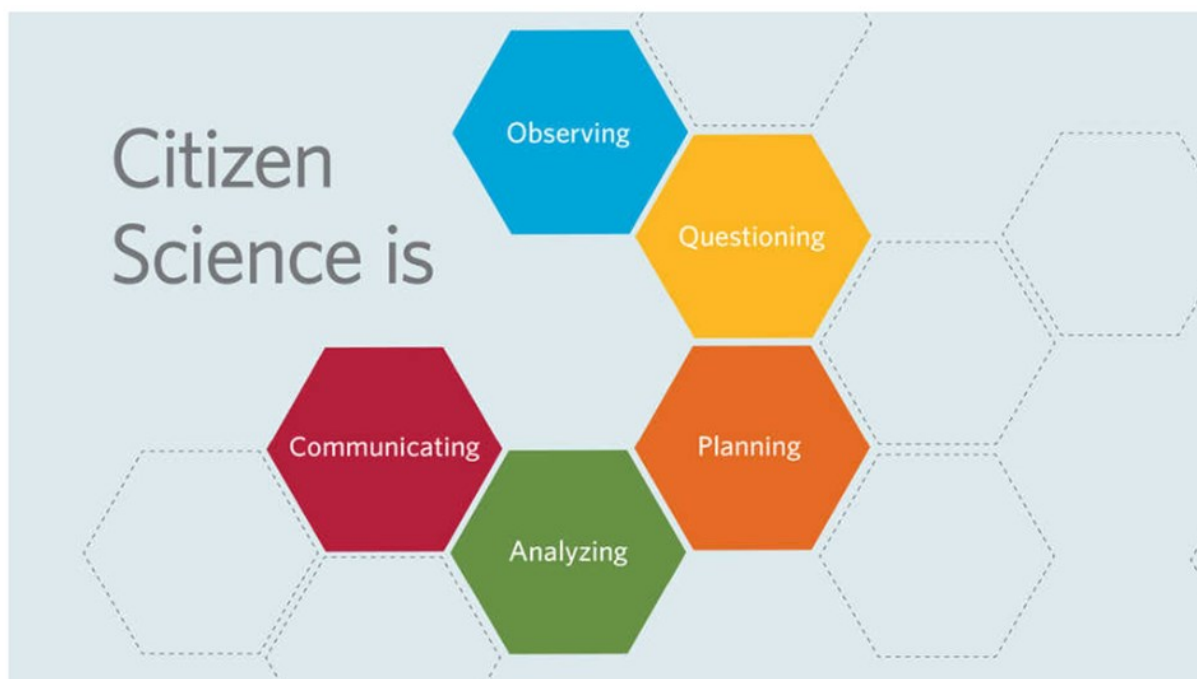 Citizen
Science is
Observing
Questioning
Planning
Analyzing
Communicating